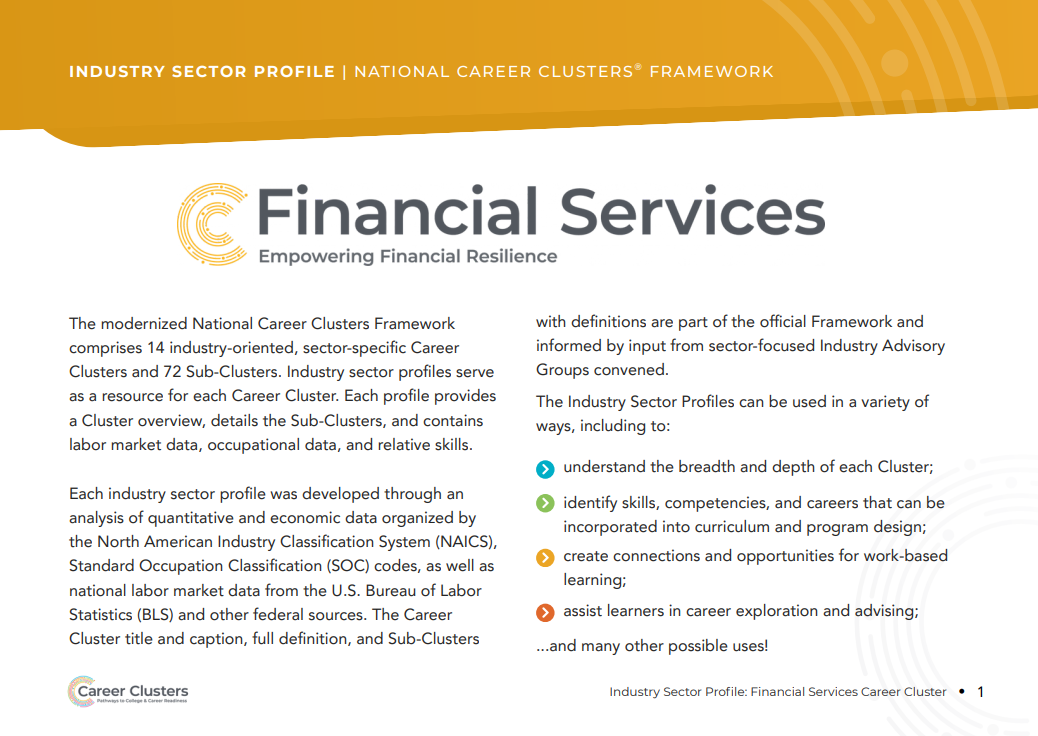 INDUSTRY SECTOR PROFILE | NATIONAL CAREER CLUSTERS® FRAMEWORK
Financial Services
Empowering Financial Resilience
The modernized National Career Clusters Framework
comprises 14 industry-oriented, sector-specific Career
Clusters and 72 Sub-Clusters. Industry sector profiles serve
as a resource for each Career Cluster. Each profile provides
a Cluster overview, details the Sub-Clusters, and contains
labor market data, occupational data, and relative skills.
Each industry sector profile was developed through an
analysis of quantitative and economic data organized by
the North American Industry Classification System (NAICS),
Standard Occupation Classification (SOC) codes, as well as
national labor market data from the U.S. Bureau of Labor
Statistics (BLS) and other federal sources. The Career
Cluster title and caption, full definition, and Sub-Clusters
with definitions are part of the official Framework and
informed by input from sector-focused Industry Advisory
Groups convened.
The Industry Sector Profiles can be used in a variety of
ways, including to:
understand the breadth and depth of each Cluster;
identify skills, competencies, and careers that can be
incorporated into curriculum and program design;
create connections and opportunities for work-based
learning;
assist learners in career exploration and advising;
...and many other possible uses!
Career Clusters
Pathways to College & Career Readiness
Industry Sector Profile: Financial Services Career Cluster • 1